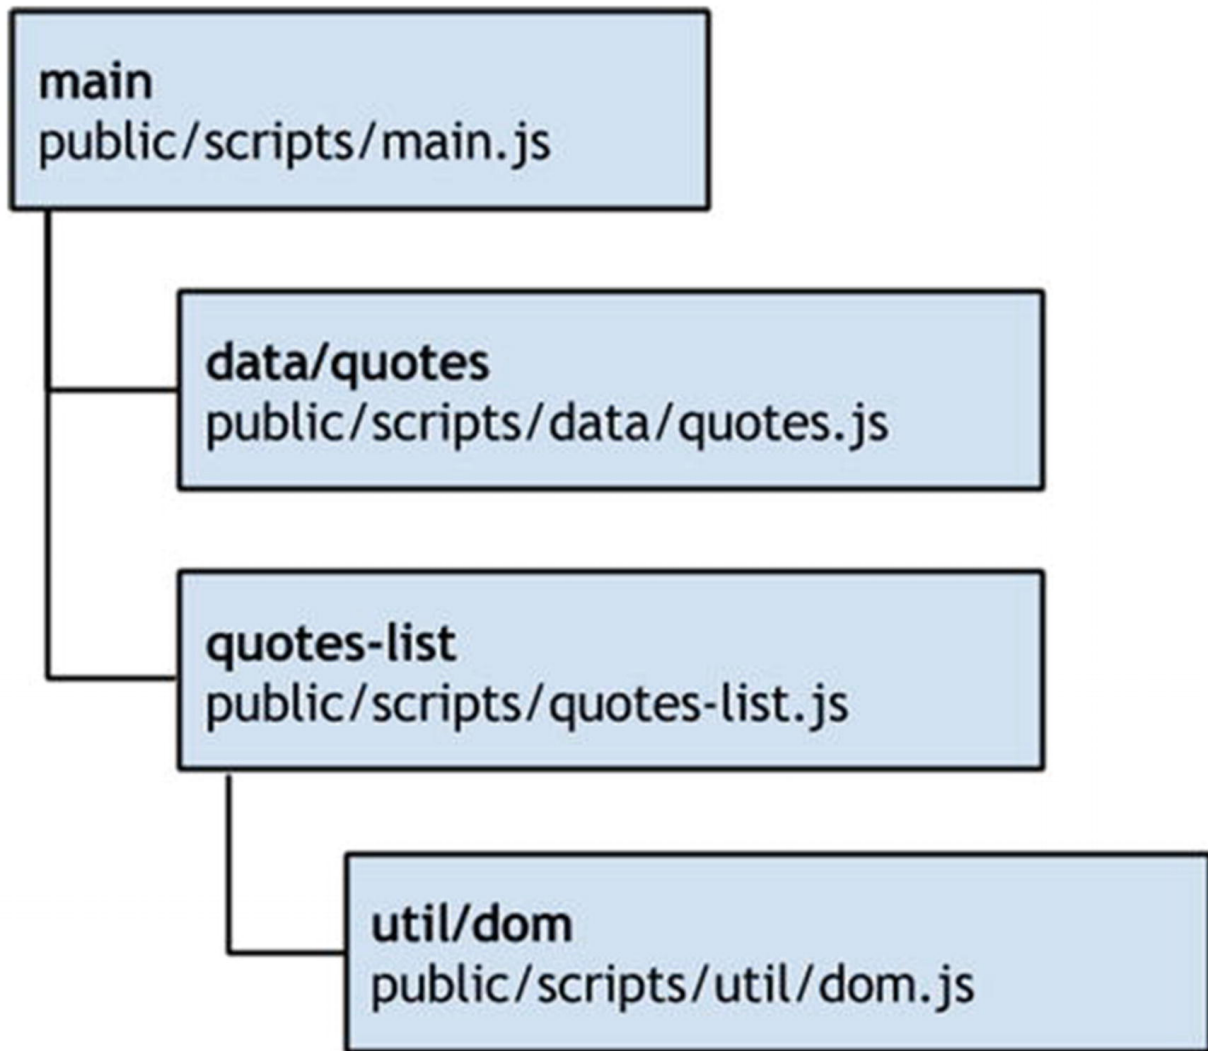 main
public/scripts/main.js
data/quotes
public/scripts/data/quotes.js
quotes-list
public/scripts/quotes-list.js
util/dom
public/scripts/util/dom.js